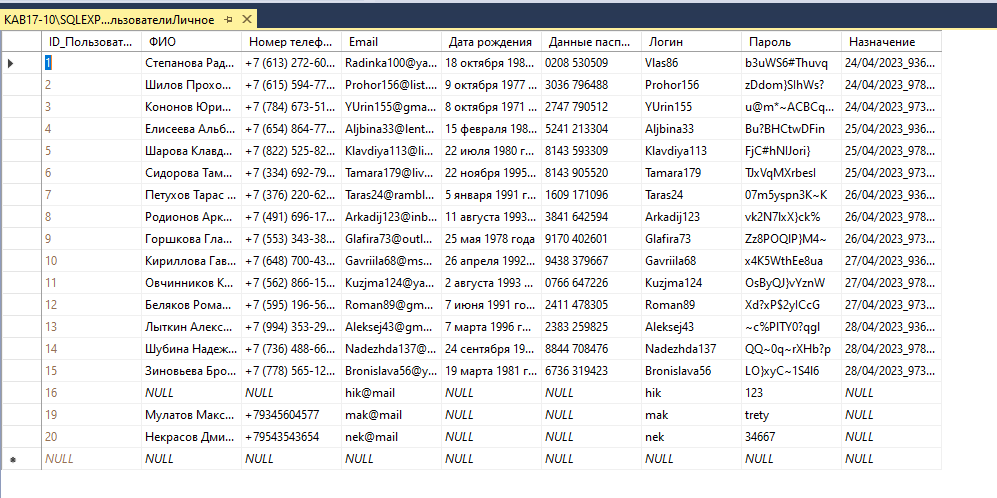 KAB17-10\SQLEXP...льзователиЛичное
ID_Пользоват... ФИО Номер телеф... Email Дата рождения Данные пасп... Логин Пароль Назначение
1 Степанова Рад... +7 (613) 272-60... Radinka100@ya... 18 октября 198... 0208 530509 Vlas86 b3uWS6#Thuvq 24/04/2023_936...
2 Шилов Прохо... +7 (615) 594-77... Prohor156@list.... 9 октября 1977 ... 3036 796488 Prohor156 zDdom}SIhWs? 24/04/2023_978...
3 Кононов Юри... +7 (784) 673-51... YUrin155@gma... 8 октября 1971 ... 2747 790512 YUrin155 u@m*~ACBCq... 24/04/2023_973...
4 Елисеева Альб... +7 (654) 864-77... Aljbina33@lent... 15 февраля 198... 5241 213304 Aljbina33 Bu?BHCtwDFin 25/04/2023_936...
5 Шарова Клавд... +7 (822) 525-82... Klavdiya113@li... 22 июля 1980 г... 8143 593309 Klavdiya113 FjC#hNIJori} 25/04/2023_978...
6 Сидорова Там... +7 (334) 692-79... Tamara179@liv... 22 ноября 1995... 8143 905520 Tamara179 TJxVqMXrbesI 25/04/2023_973...
7 Петухов Тарас ... +7 (376) 220-62... Taras24@rambl... 5 января 1991 г... 1609 171096 Taras24 07m5yspn3K~K 26/04/2023_936...
8 Родионов Арк... +7 (491) 696-17... Arkadij123@inb... 11 августа 1993... 3841 642594 Arkadij123 vk2N7lxX}ck% 26/04/2023_978...
9 Горшкова Гла... +7 (553) 343-38... Glafira73@outl... 25 мая 1978 года 9170 402601 Glafira73 Zz8POQIP}M4~ 26/04/2023_973...
10 Кириллова Гав... +7 (648) 700-43... Gavriila68@ms... 26 апреля 1992... 9438 379667 Gavriila68 x4K5WthEe8ua 27/04/2023_936...
11 Овчинников К... +7 (562) 866-15... Kuzjma124@ya... 2 августа 1993 ... 0766 647226 Kuzjma124 OsByQJ}vYznW 27/04/2023_978...
12 Беляков Рома... +7 (595) 196-56... Roman89@gm... 7 июня 1991 го... 2411 478305 Roman89 Xd?xP$2yICcG 27/04/2023_973...
13 Лыткин Алекс... +7 (994) 353-29... Aleksej43@gm... 7 марта 1996 г... 2383 259825 Aleksej43 ~c%PlTY0?qgl 28/04/2023_936...
14 Шубина Надеж... +7 (736) 488-66... Nadezhda137@... 24 сентября 19... 8844 708476 Nadezhda137 QQ~0q~rXHb?p 28/04/2023_978...
15 Зиновьева Бро... +7 (778) 565-12... Bronislava56@y... 19 марта 1981 г... 6736 319423 Bronislava56 LO}xyC~1S4l6 28/04/2023_973...
16 NULL NULL hik@mail NULL NULL hik 123 NULL
19 Мулатов Макс... +79345604577 mak@mail NULL NULL mak trety NULL
20 Некрасов Дми... +79543543654 nek@mail NULL NULL nek 34667 NULL
NULL NULL NULL NULL NULL NULL NULL NULL NULL